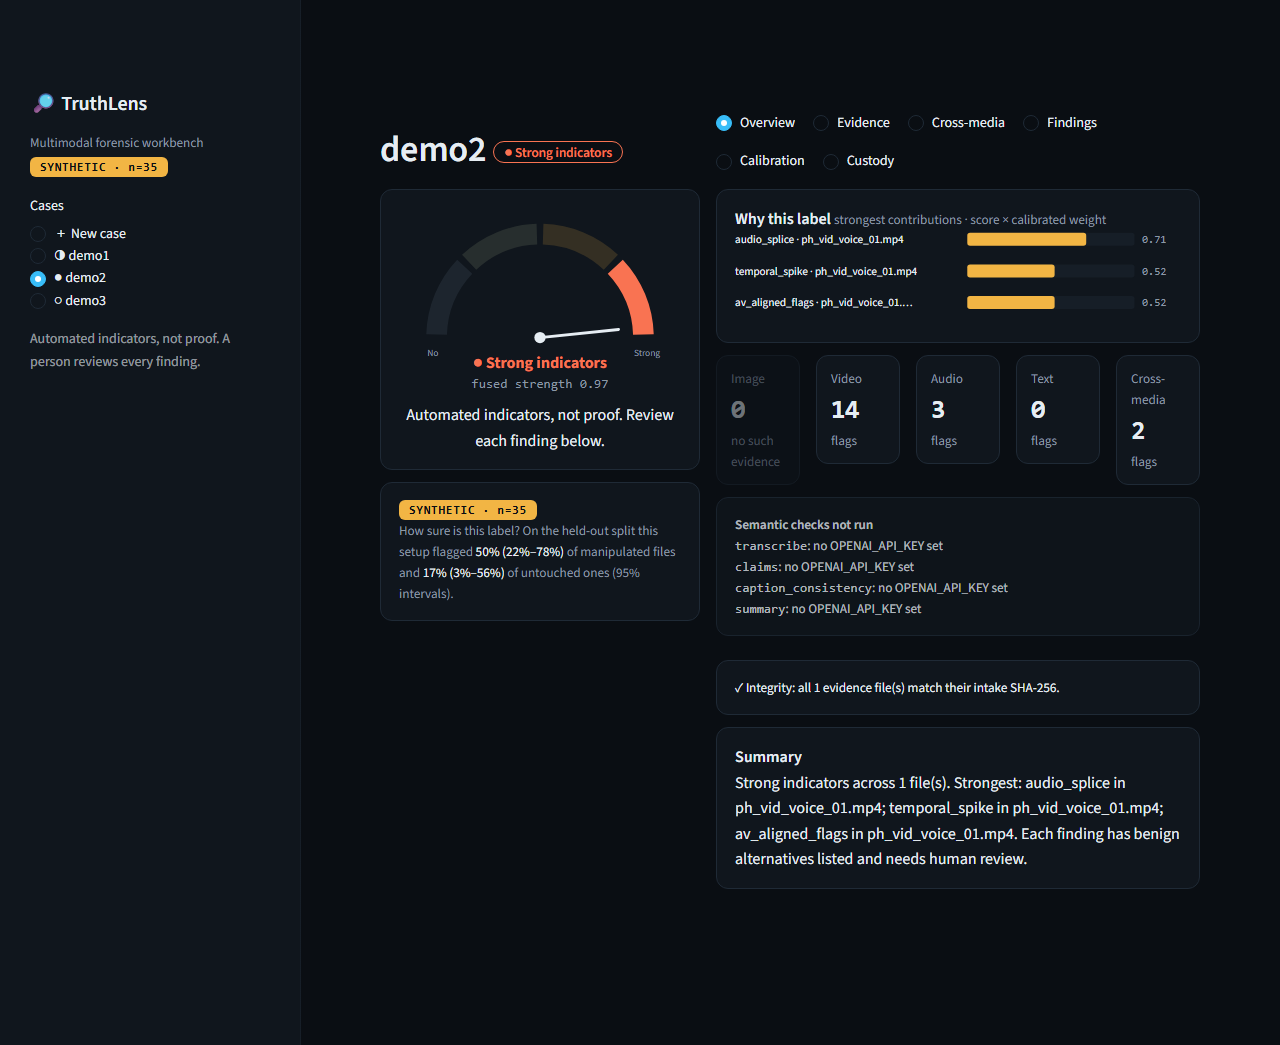 TruthLens
Multimodal forensic workbench
SYNTHETIC · n=35
Cases
+ New case
demo1
demo2
demo3
Automated indicators, not proof. A
person reviews every finding.
demo2
Strong indicators
Overview
Evidence
Cross-media
Findings
Calibration
Custody
No
Strong
Strong indicators
fused strength 0.97
Automated indicators, not proof. Review
each finding below.
SYNTHETIC · n=35
How sure is this label? On the held-out split this
setup flagged 50% (22%–78%) of manipulated files
and 17% (3%–56%) of untouched ones (95%
intervals).
Why this label strongest contributions · score × calibrated weight
audio_splice · ph_vid_voice_01.mp4 0.71
temporal_spike · ph_vid_voice_01.mp4 0.52
av_aligned_flags · ph_vid_voice_01.... 0.52
Image
0
no such
evidence
Video
14
flags
Audio
3
flags
Text
0
flags
Cross-
media
2
flags
Semantic checks not run
transcribe: no OPENAI_API_KEY set
claims: no OPENAI_API_KEY set
caption_consistency: no OPENAI_API_KEY set
summary: no OPENAI_API_KEY set
✓ Integrity: all 1 evidence file(s) match their intake SHA-256.
Summary
Strong indicators across 1 file(s). Strongest: audio_splice in
ph_vid_voice_01.mp4; temporal_spike in ph_vid_voice_01.mp4;
av_aligned_flags in ph_vid_voice_01.mp4. Each finding has benign
alternatives listed and needs human review.